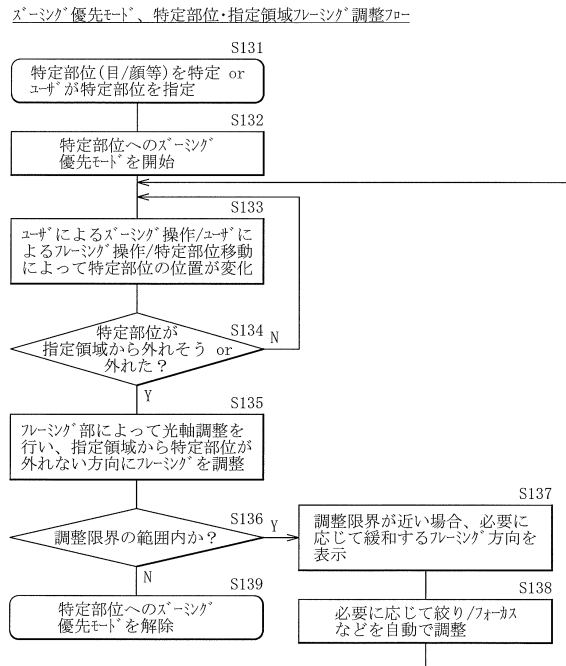 ｽﾞｰﾐﾝｸﾞ優先ﾓｰﾄﾞ、特定部位・指定領域ﾌﾚｰﾐﾝｸﾞ調整ﾌﾛｰ
S131
特定部位(目/顔等)を特定 or
ﾕｰｻﾞが特定部位を指定
S132
特定部位へのｽﾞｰﾐﾝｸﾞ
優先ﾓｰﾄﾞを開始
S133
ﾕｰｻﾞによるｽﾞｰﾐﾝｸﾞ操作/ﾕｰｻﾞに
よるﾌﾚｰﾐﾝｸﾞ操作/特定部位移動
によって特定部位の位置が変化
S134
特定部位が
指定領域から外れそう or
外れた？
N
Y
S135
ﾌﾚｰﾐﾝｸﾞ部によって光軸調整を
行い、指定領域から特定部位が
外れない方向にﾌﾚｰﾐﾝｸﾞを調整
S136
調整限界の範囲内か？
Y
N
S137
調整限界が近い場合、必要に
応じて緩和するﾌﾚｰﾐﾝｸﾞ方向を
表示
S138
必要に応じて絞り/ﾌｫｰｶｽ
などを自動で調整
S139
特定部位へのｽﾞｰﾐﾝｸﾞ
優先ﾓｰﾄﾞを解除